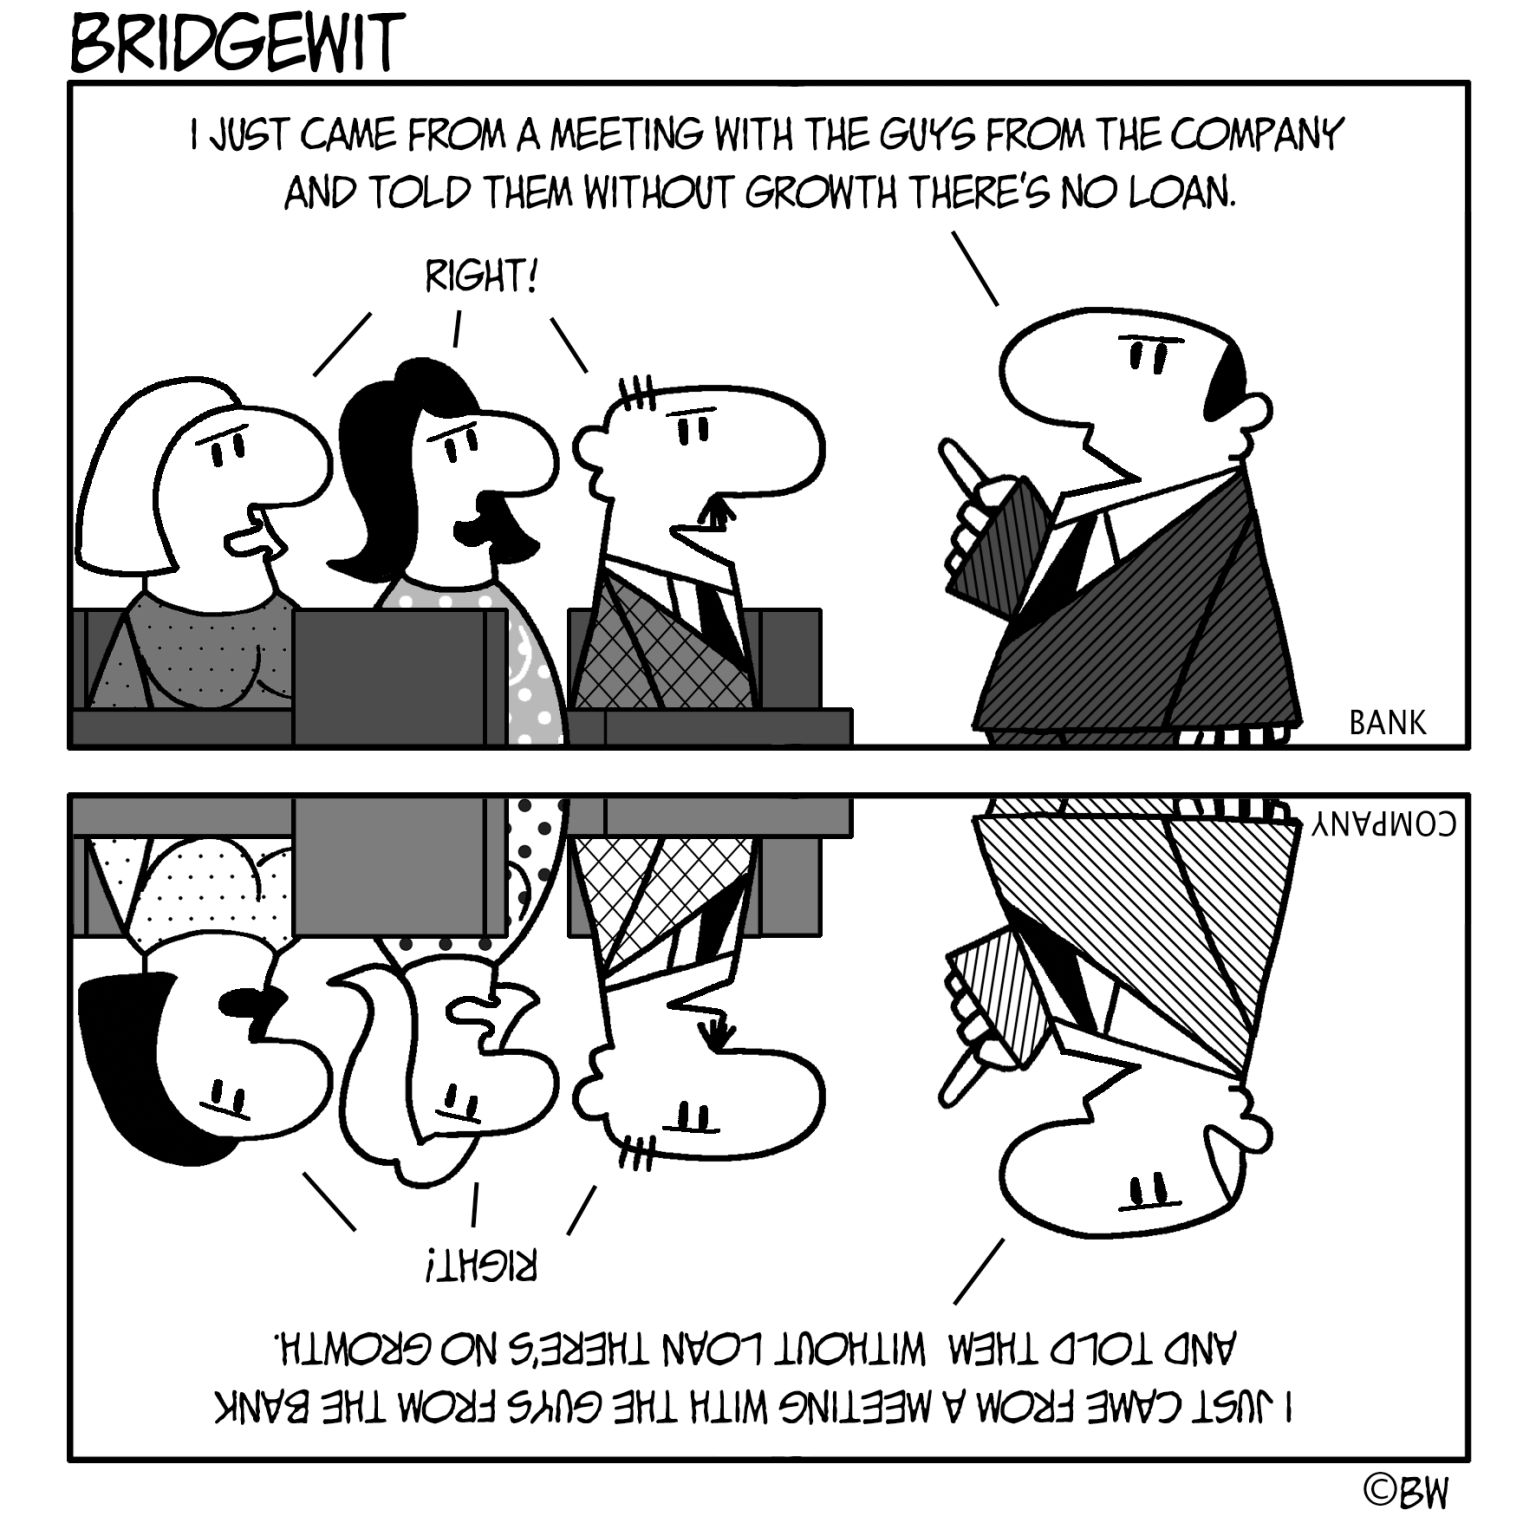 BRIDGEWIT
I JUST CAME FROM A MEETING WITH THE GUYS FROM THE COMPANY
AND TOLD THEM WITHOUT GROWTH THERE'S NO LOAN.
RIGHT!
BANK
COMPANY
I JUST CAME FROM A MEETING WITH THE GUYS FROM THE BANK
AND TOLD THEM WITHOUT LOAN THERE'S NO GROWTH.
RIGHT!
©BW